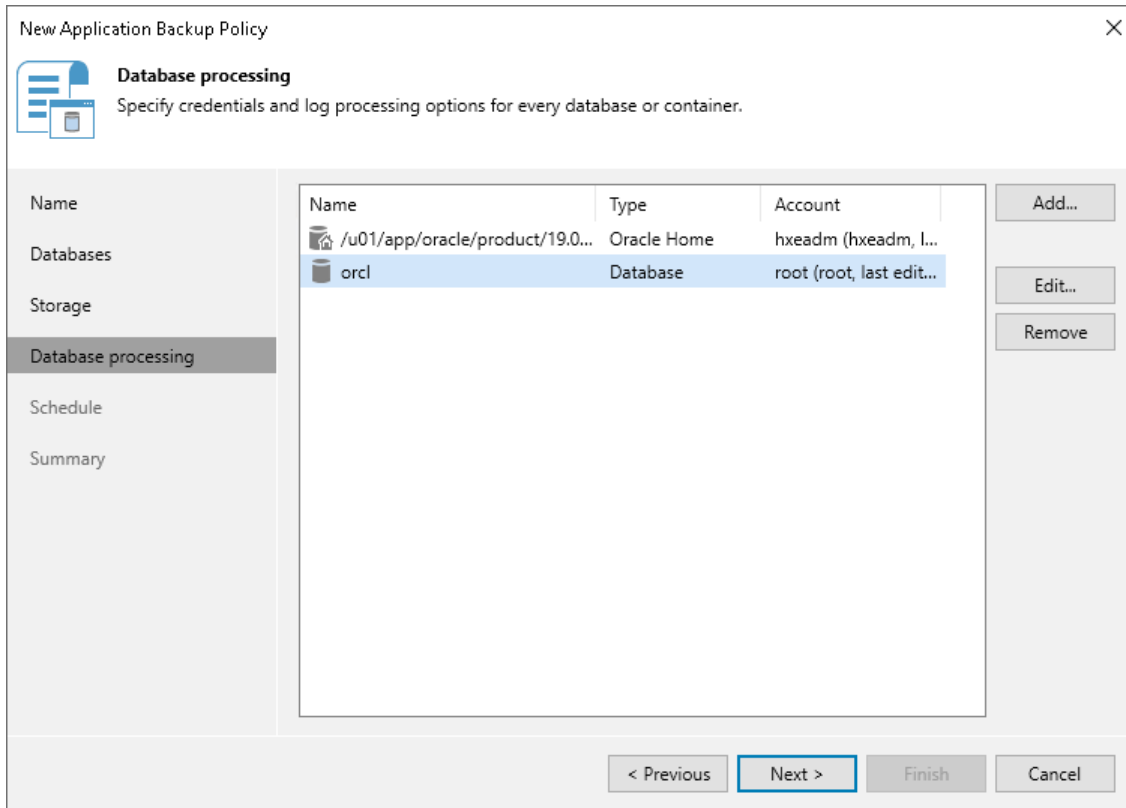 New Application Backup Policy
Database processing
Specify credentials and log processing options for every database or container.
Name
Databases
Storage
Database processing
Schedule
Summary
Name Type Account
/u01/app/oracle/product/19.0... Oracle Home hxeadm (hxeadm, l...
orcl Database root (root, last edit...
Add...
Edit...
Remove
< Previous Next > Finish Cancel